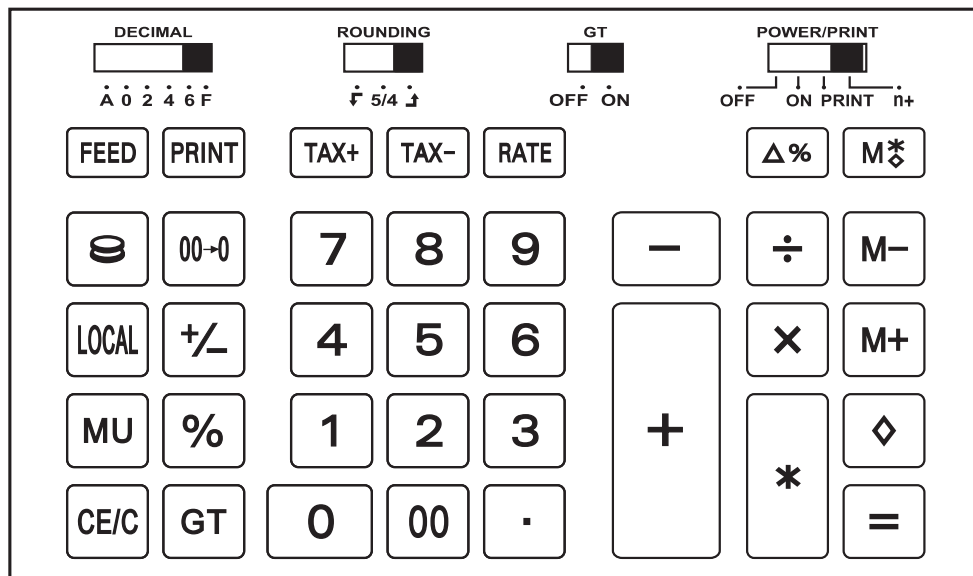 DECIMAL ROUNDING GT POWER/PRINT
A 0 2 4 6 F 5/4 OFF ON OFF ON PRINT n+
FEED PRINT TAX+ TAX- RATE Δ% M*◇
00→0 7 8 9 − ÷ M−
LOCAL +/− 4 5 6 × M+
MU % 1 2 3 + ◇
CE/C GT 0 00 . * =